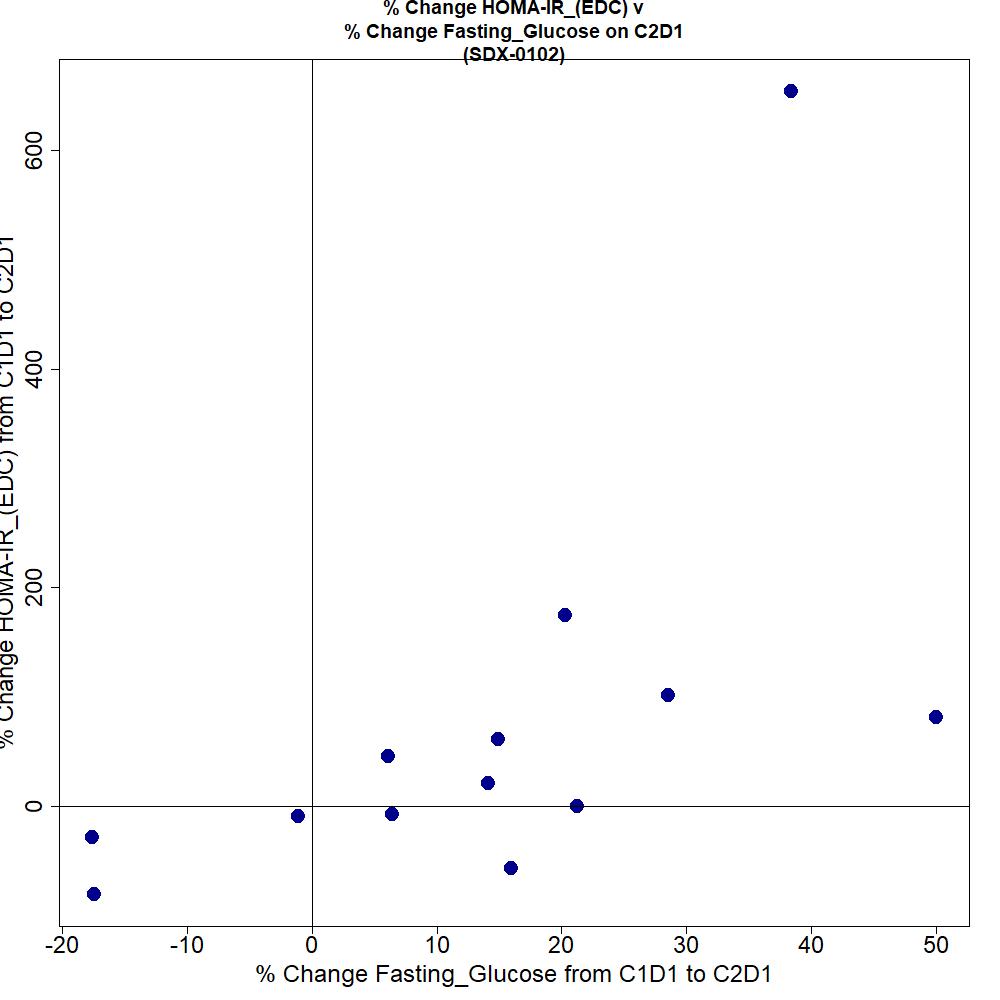 % Change HOMA-IR_(EDC) v
% Change Fasting_Glucose on C2D1
(SDX-0102)
% Change HOMA-IR_(EDC) from C1D1 to C2D1
600
400
200
0
-20 -10 0 10 20 30 40 50
% Change Fasting_Glucose from C1D1 to C2D1